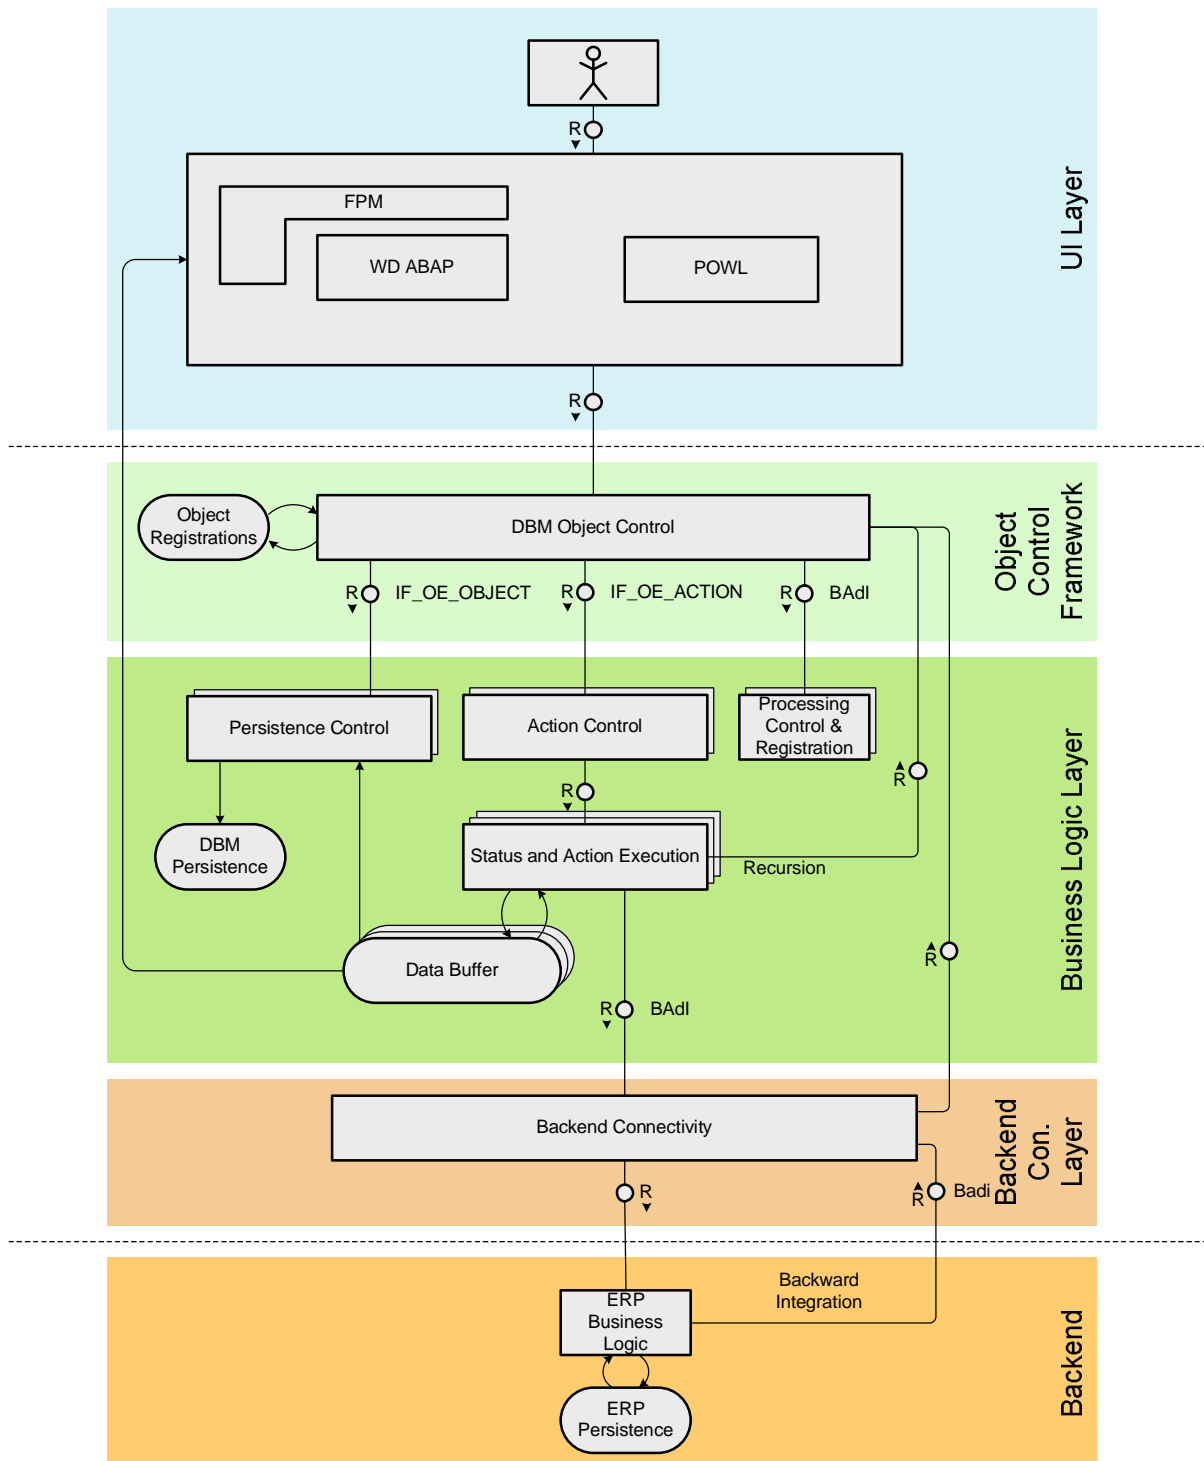 R
FPM
WD ABAP
POWL
UI Layer
R
Object
Registrations
DBM Object Control
R
IF_OE_OBJECT
R
IF_OE_ACTION
R
BAdI
Object
Control
Framework
Persistence Control
Action Control
Processing
Control &
Registration
R
R
DBM
Persistence
Status and Action Execution
Recursion
Business Logic Layer
Data Buffer
R
R
BAdI
Backend Connectivity
Backend
Con.
Layer
R
R
Badi
Backward
Integration
ERP
Business
Logic
ERP
Persistence
Backend